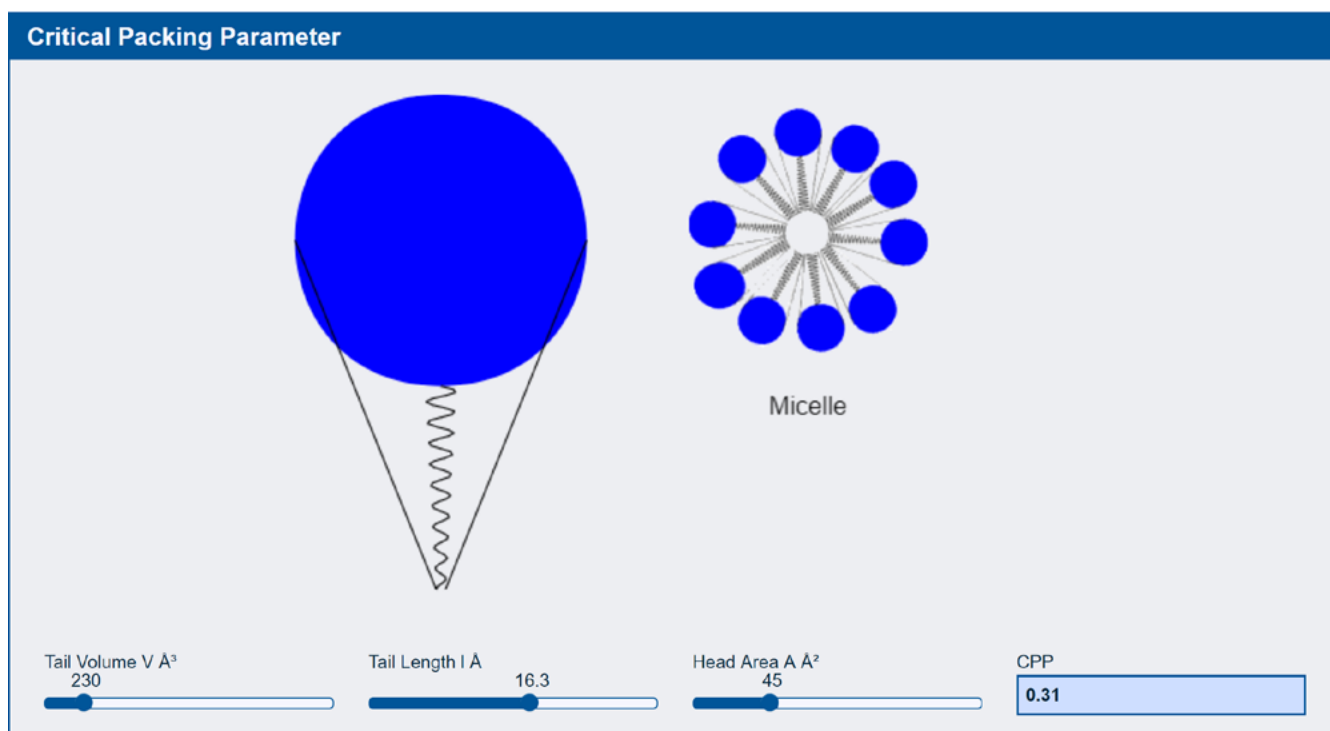 Critical Packing Parameter
Micelle
Tail Volume V Å³
230
Tail Length l Å
16.3
Head Area A Å²
45
CPP
0.31